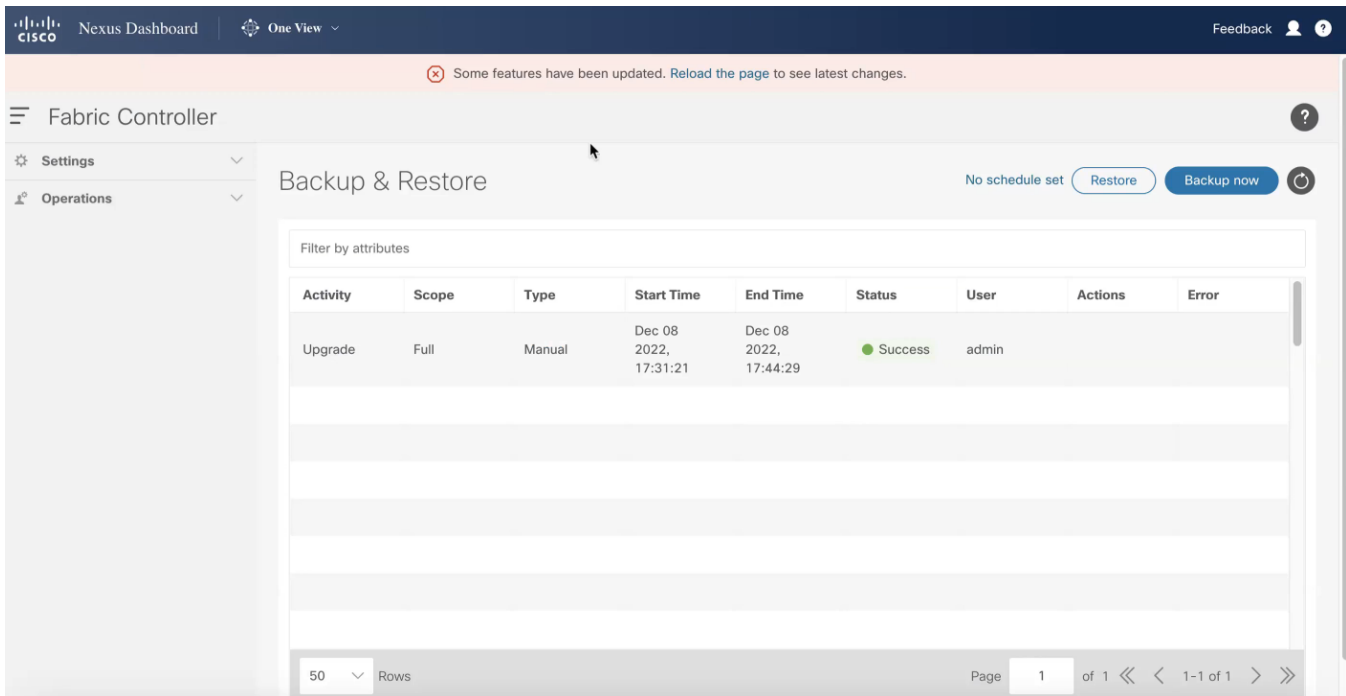 CISCO Nexus Dashboard One View Feedback ?
Some features have been updated. Reload the page to see latest changes.
Fabric Controller ?
Settings
Operations
Backup & Restore
No schedule set Restore Backup now
Filter by attributes
Activity Scope Type Start Time End Time Status User Actions Error
Upgrade Full Manual Dec 08 2022, 17:31:21 Dec 08 2022, 17:44:29 Success admin
50 Rows Page 1 of 1 1-1 of 1